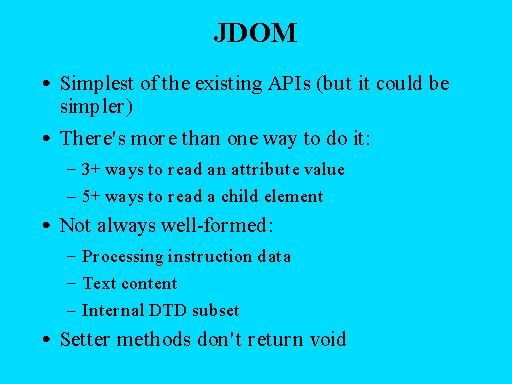 JDOM
• Simplest of the existing APIs (but it could be
simpler)
• There's more than one way to do it:
– 3+ ways to read an attribute value
– 5+ ways to read a child element
• Not always well-formed:
– Processing instruction data
– Text content
– Internal DTD subset
• Setter methods don't return void